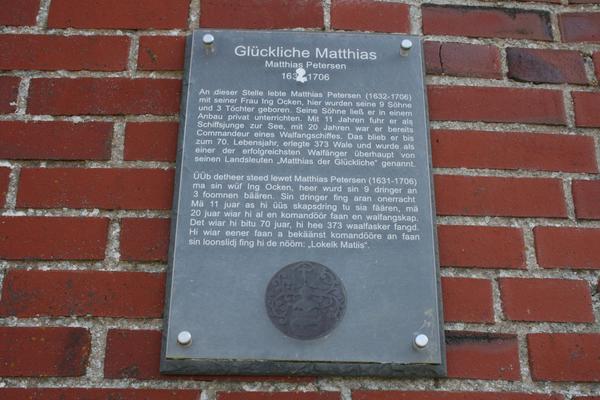 Glückliche Matthias
Matthias Petersen
1632-1706
An dieser Stelle lebte Matthias Petersen (1632-1706)
mit seiner Frau Ing Ocken, hier wurden seine 9 Söhne
und 3 Töchter geboren. Seine Söhne ließ er in einem
Anbau privat unterrichten. Mit 11 Jahren fuhr er als
Schiffsjunge zur See, mit 20 Jahren war er bereits
Commandeur eines Walfangschiffes. Das blieb er bis
zum 70. Lebensjahr, erlegte 373 Wale und wurde als
einer der erfolgreichsten Walfänger überhaupt von
seinen Landsleuten „Matthias der Glückliche" genannt.
ÜÜb detheer steed lewet Matthias Petersen (1631-1706)
ma sin wüf Ing Ocken, heer wurd sin 9 dringer an
3 foomnen bäären. Sin dringer fing aran onerracht
Mä 11 juar as hi üüs skapsdring tu sia fäären, mä
20 juar wiar hi al en komandöör faan en walfangskap.
Det wiar hi bitu 70 juar, hi hee 373 waalfasker fangd.
Hi wiar eener faan a bekäänst komandööre an faan
sin loonslidj fing hi de nööm: „Lokelk Matiis".